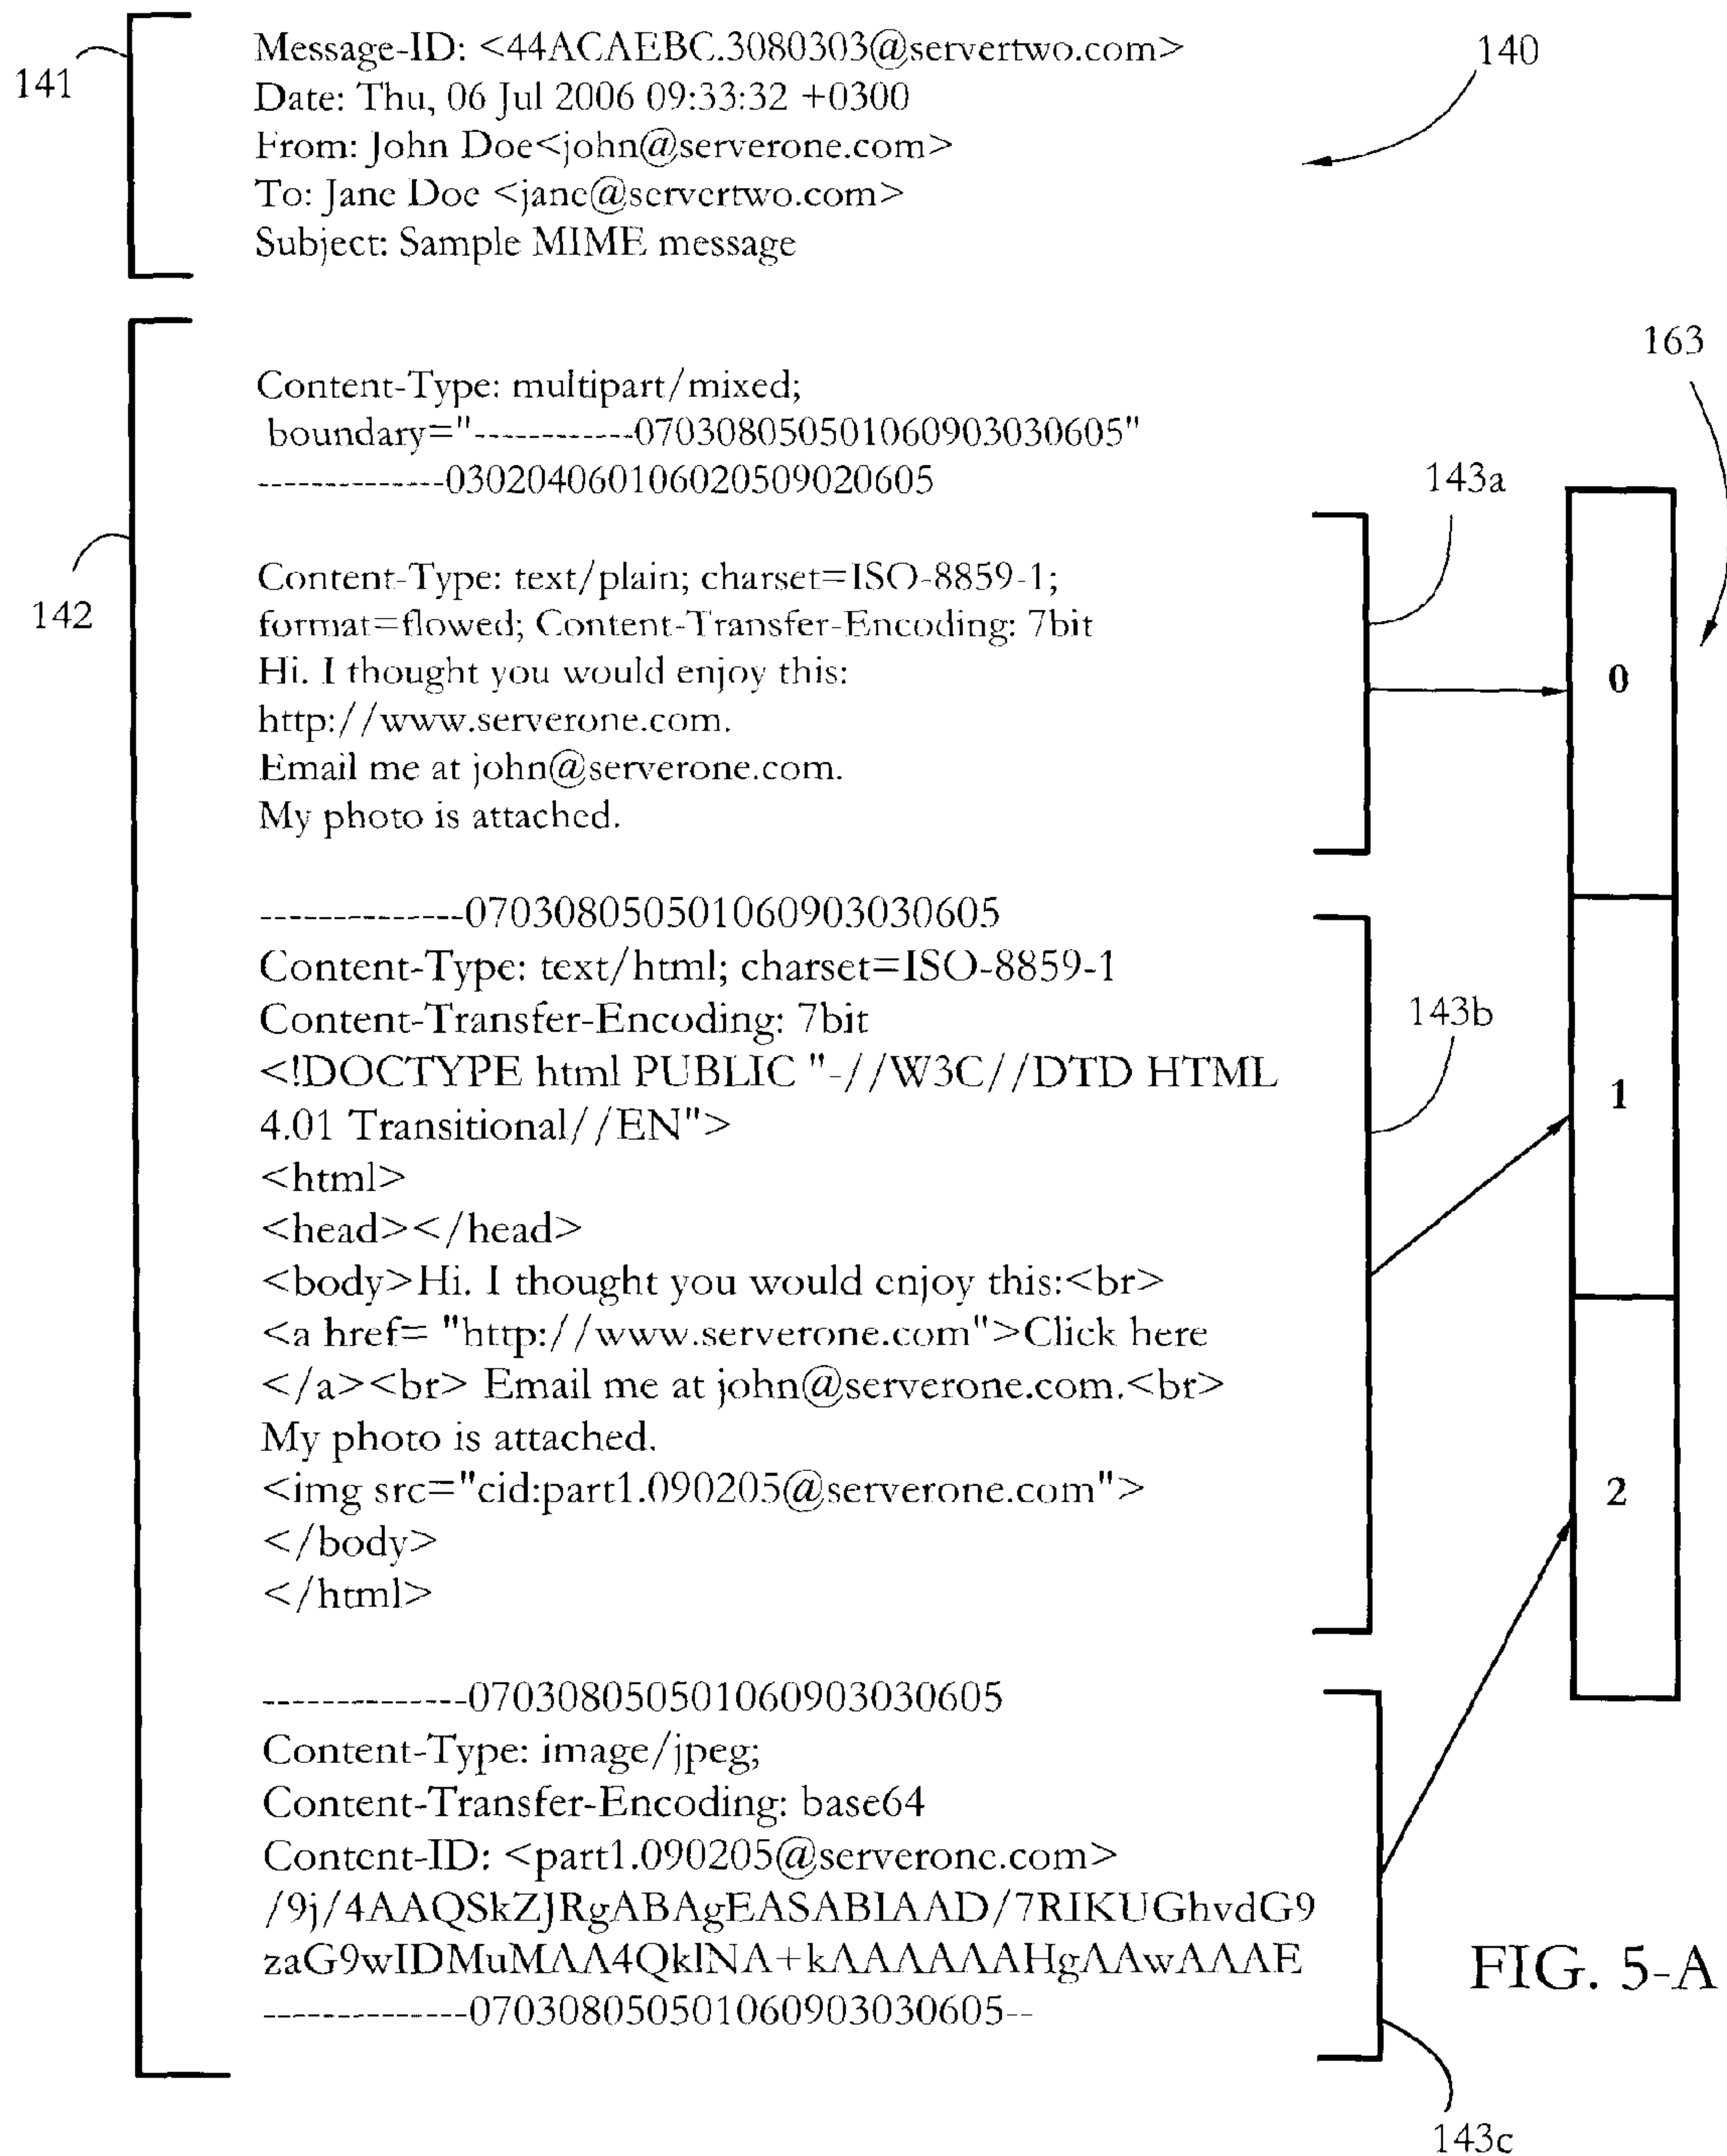 141
Message-ID: <44ACAEBC.3080303@servertwo.com>
140
Date: Thu, 06 Jul 2006 09:33:32 +0300
From: John Doe<john@serverone.com>
To: Jane Doe <jane@servertwo.com>
Subject: Sample MIME message
142
163
Content-Type: multipart/mixed;
boundary="------------070308050501060903030605"
--------------030204060106020509020605
143a
Content-Type: text/plain; charset=ISO-8859-1;
format=flowed; Content-Transfer-Encoding: 7bit
Hi. I thought you would enjoy this:
http://www.serverone.com.
Email me at john@serverone.com.
My photo is attached.
0
--------------070308050501060903030605
Content-Type: text/html; charset=ISO-8859-1
Content-Transfer-Encoding: 7bit
143b
<!DOCTYPE html PUBLIC "-//W3C//DTD HTML
4.01 Transitional//EN">
1
<html>
<head></head>
<body>Hi. I thought you would enjoy this:<br>
<a href= "http://www.serverone.com">Click here
</a><br> Email me at john@serverone.com.<br>
My photo is attached.
<img src="cid:part1.090205@serverone.com">
2
</body>
</html>
--------------070308050501060903030605
Content-Type: image/jpeg;
Content-Transfer-Encoding: base64
Content-ID: <part1.090205@serverone.com>
/9j/4AAQSkZJRgABAgEASABIAAD/7RIKUGhvdG9
zaG9wIDMuMAA4QklNA+kAAAAAAHgAAwAAAE
--------------070308050501060903030605--
143c
FIG. 5-A